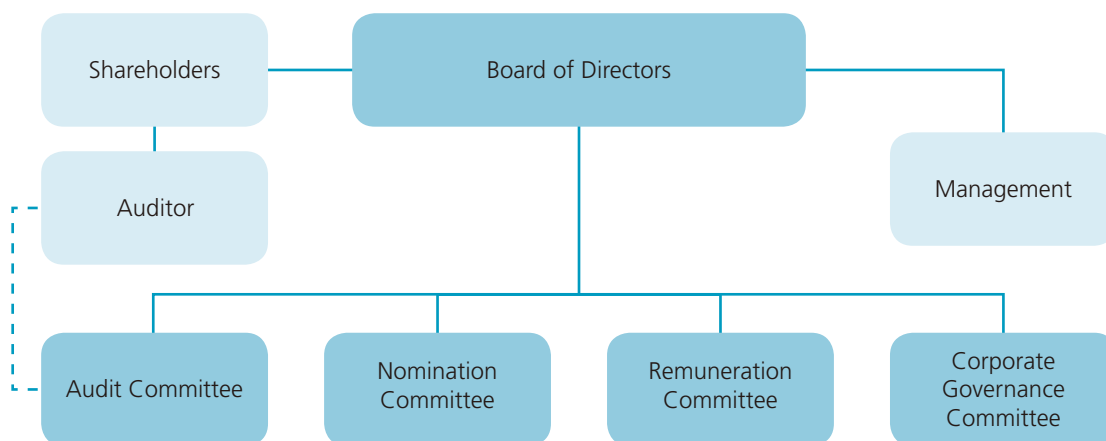 Shareholders
Board of Directors
Auditor
Management
Audit Committee
Nomination
Committee
Remuneration
Committee
Corporate
Governance
Committee